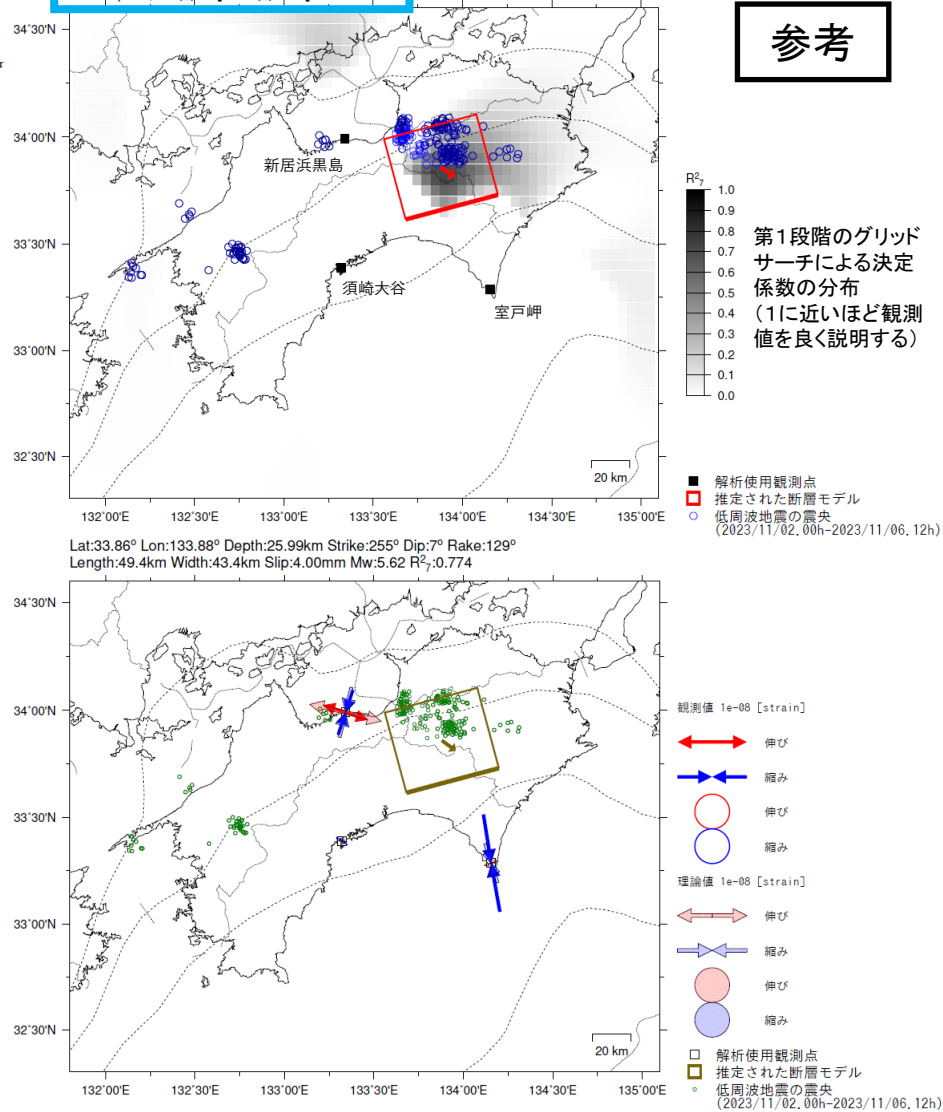 参考
34°30'N
34°00'N
33°30'N
33°00'N
32°30'N
新居浜黒島
須崎大谷
室戸岬
20 km
132°00'E
132°30'E
133°00'E
133°30'E
134°00'E
134°30'E
135°00'E
R²₇
1.0
0.9
0.8
0.7
0.6
0.5
0.4
0.3
0.2
0.1
0.0
第1段階のグリッド
サーチによる決定
係数の分布
(1に近いほど観測
値を良く説明する)
解析使用観測点
推定された断層モデル
低周波地震の震央
(2023/11/02.00h-2023/11/06.12h)
Lat:33.86° Lon:133.88° Depth:25.99km Strike:255° Dip:7° Rake:129°
Length:49.4km Width:43.4km Slip:4.00mm Mw:5.62 R²₇:0.774
34°30'N
34°00'N
33°30'N
33°00'N
32°30'N
20 km
132°00'E
132°30'E
133°00'E
133°30'E
134°00'E
134°30'E
135°00'E
観測値 1e-08 [strain]
伸び
縮み
伸び
縮み
理論値 1e-08 [strain]
伸び
縮み
伸び
縮み
解析使用観測点
推定された断層モデル
低周波地震の震央
(2023/11/02.00h-2023/11/06.12h)